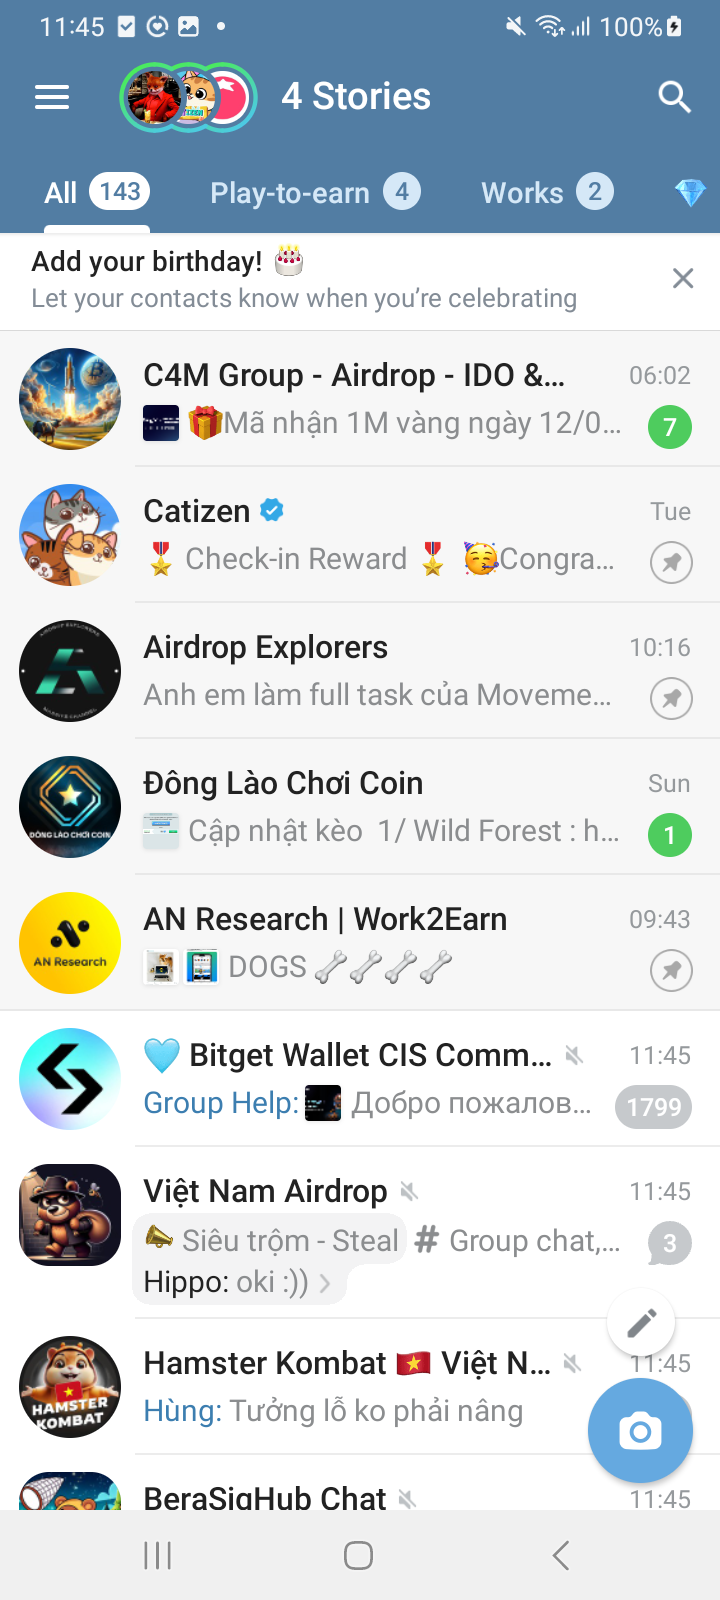 11:45 100%
4 Stories
All 143 Play-to-earn 4 Works 2
Add your birthday! 🎂
Let your contacts know when you're celebrating
C4M Group - Airdrop - IDO &... 06:02
🎁Mã nhận 1M vàng ngày 12/0... 7
Catizen Tue
🎖 Check-in Reward 🎖 🥳Congra...
AIRDROP EXPLORERS
Airdrop Explorers 10:16
Anh em làm full task của Moveme...
ĐÔNG LÀO CHƠI COIN
Đông Lào Chơi Coin Sun
Cập nhật kèo 1/ Wild Forest : h... 1
AN Research
AN Research | Work2Earn 09:43
DOGS 🦴🦴🦴🦴
🩵 Bitget Wallet CIS Comm... 11:45
Group Help: Добро пожалов... 1799
Việt Nam Airdrop 11:45
📣 Siêu trộm - Steal # Group chat,... 3
Hippo: oki :)) >
HAMSTER KOMBAT
Hamster Kombat 🇻🇳 Việt N... 11:45
Hùng: Tưởng lỗ ko phải nâng
BeraSigHub Chat 11:45